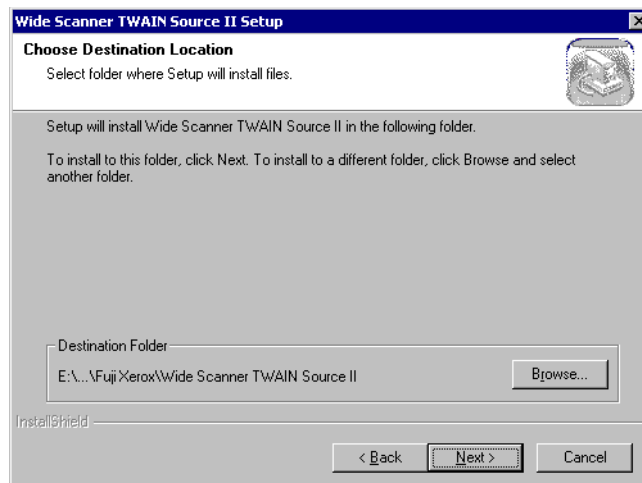 Wide Scanner TWAIN Source II Setup
Choose Destination Location
Select folder where Setup will install files.
Setup will install Wide Scanner TWAIN Source II in the following folder.
To install to this folder, click Next. To install to a different folder, click Browse and select
another folder.
Destination Folder
E:\...\Fuji Xerox\Wide Scanner TWAIN Source II
Browse...
InstallShield
< Back
Next >
Cancel